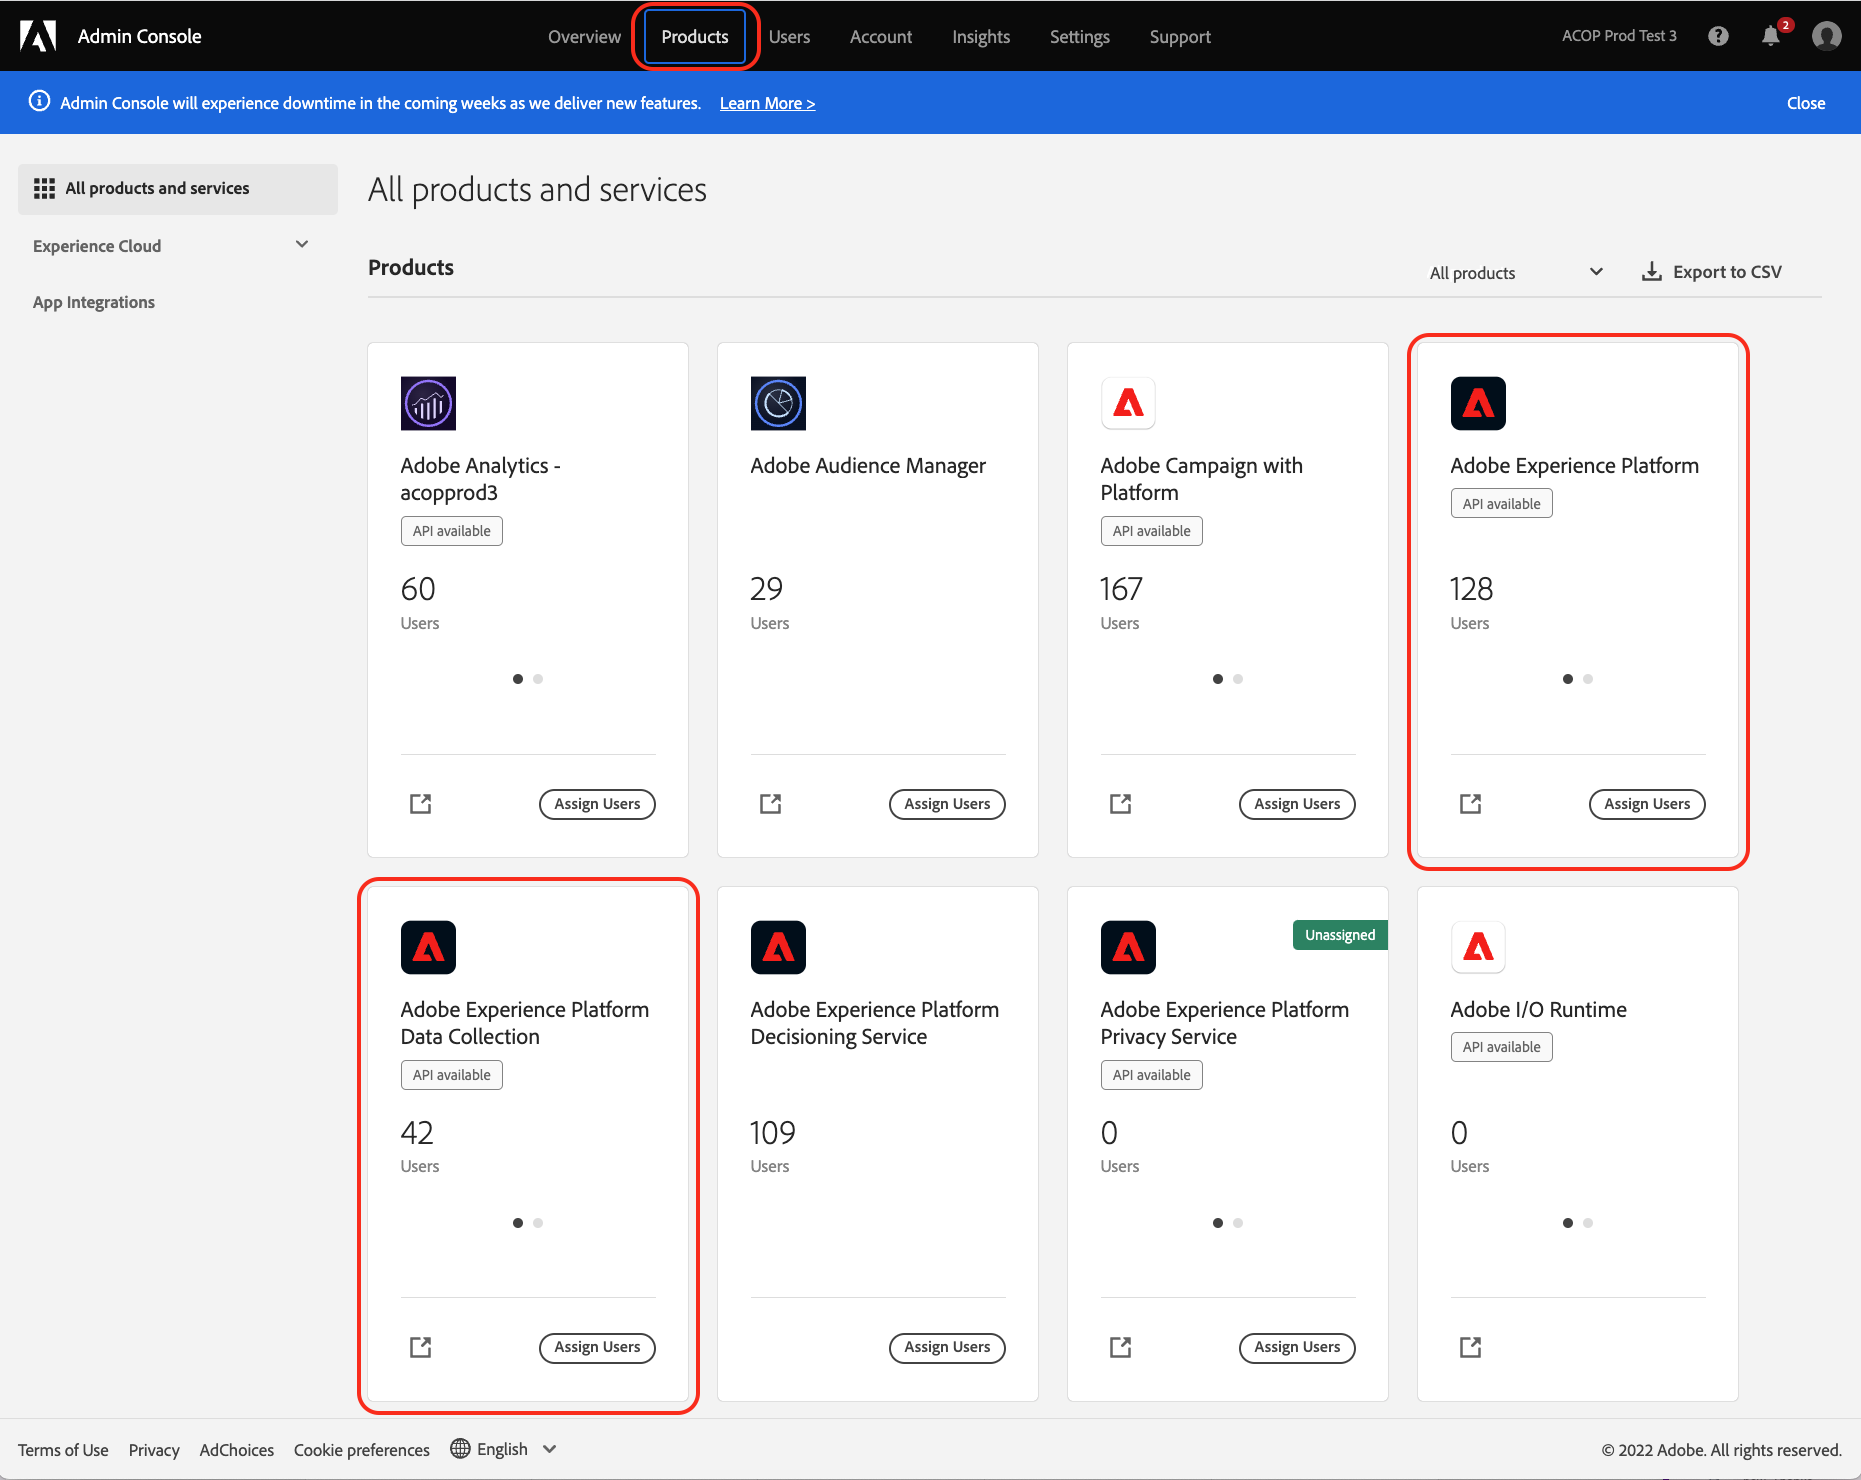 Admin Console
Overview
Products
Users
Account
Insights
Settings
Support
ACOP Prod Test 3
2
Admin Console will experience downtime in the coming weeks as we deliver new features.
Learn More >
Close
All products and services
Experience Cloud
App Integrations
All products and services
Products
All products
Export to CSV
Adobe Analytics -
acopprod3
API available
60
Users
Assign Users
Adobe Audience Manager
29
Users
Assign Users
Adobe Campaign with
Platform
API available
167
Users
Assign Users
Adobe Experience Platform
API available
128
Users
Assign Users
Adobe Experience Platform
Data Collection
API available
42
Users
Assign Users
Adobe Experience Platform
Decisioning Service
109
Users
Assign Users
Unassigned
Adobe Experience Platform
Privacy Service
API available
0
Users
Assign Users
Adobe I/O Runtime
API available
0
Users
Terms of Use
Privacy
AdChoices
Cookie preferences
English
© 2022 Adobe. All rights reserved.